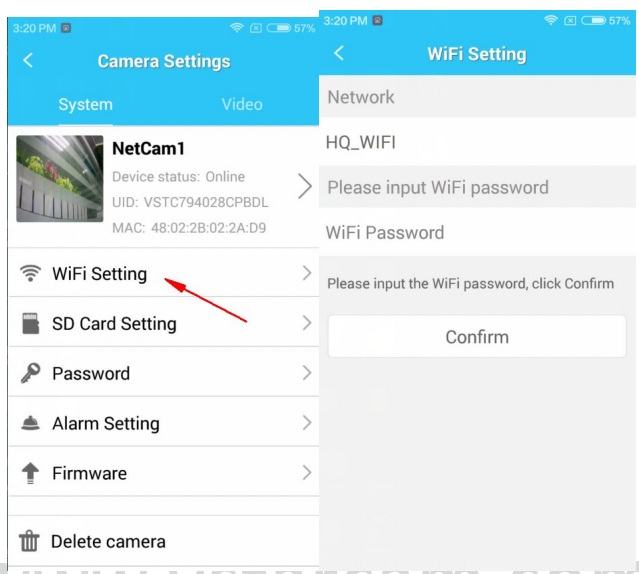 3:20 PM
57%
Camera Settings
System
Video
NetCam1
Device status: Online
UID: VSTC794028CPBDL
MAC: 48:02:2B:02:2A:D9
WiFi Setting
SD Card Setting
Password
Alarm Setting
Firmware
Delete camera
3:20 PM
57%
WiFi Setting
Network
HQ_WIFI
Please input WiFi password
WiFi Password
Please input the WiFi password, click Confirm
Confirm